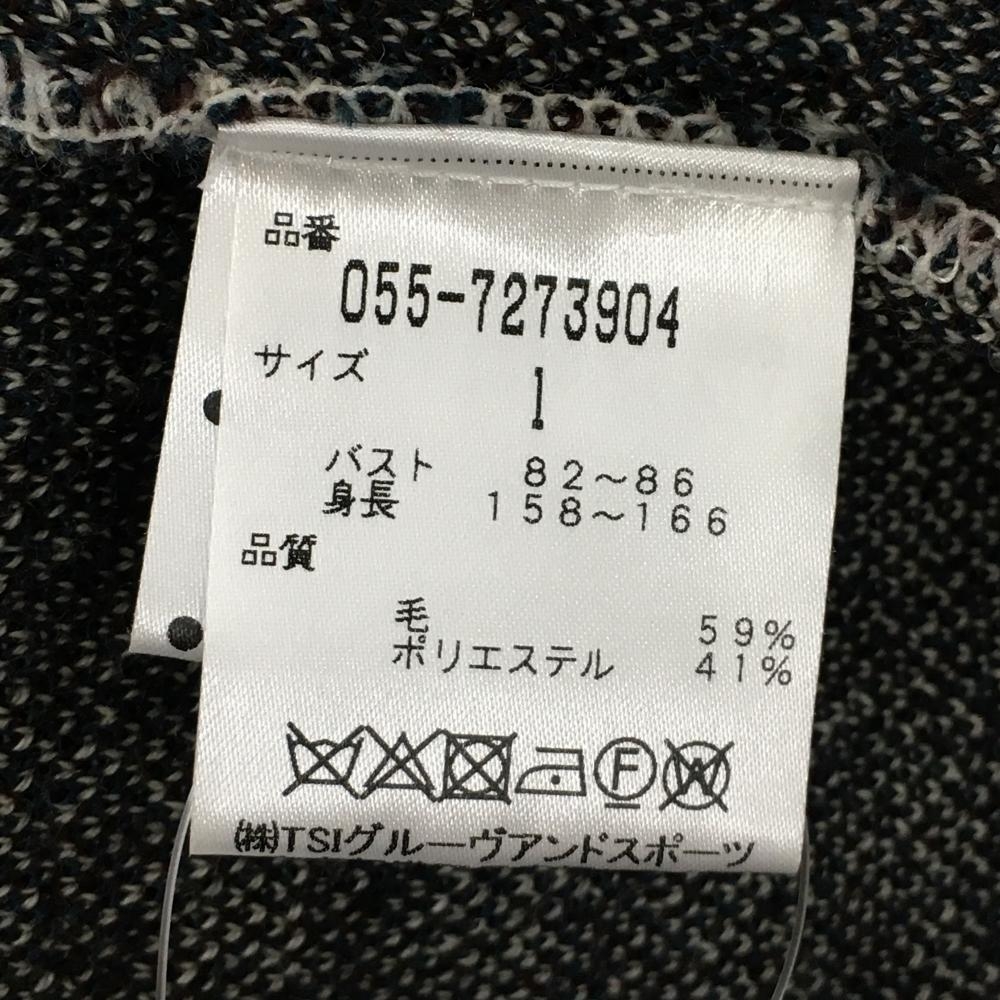 品番
055-7273904
サイズ
1
バスト 82～86
身長 158～166
品質
毛 59%
ポリエステル 41%
F W
(株)TSIグルーヴアンドスポーツ